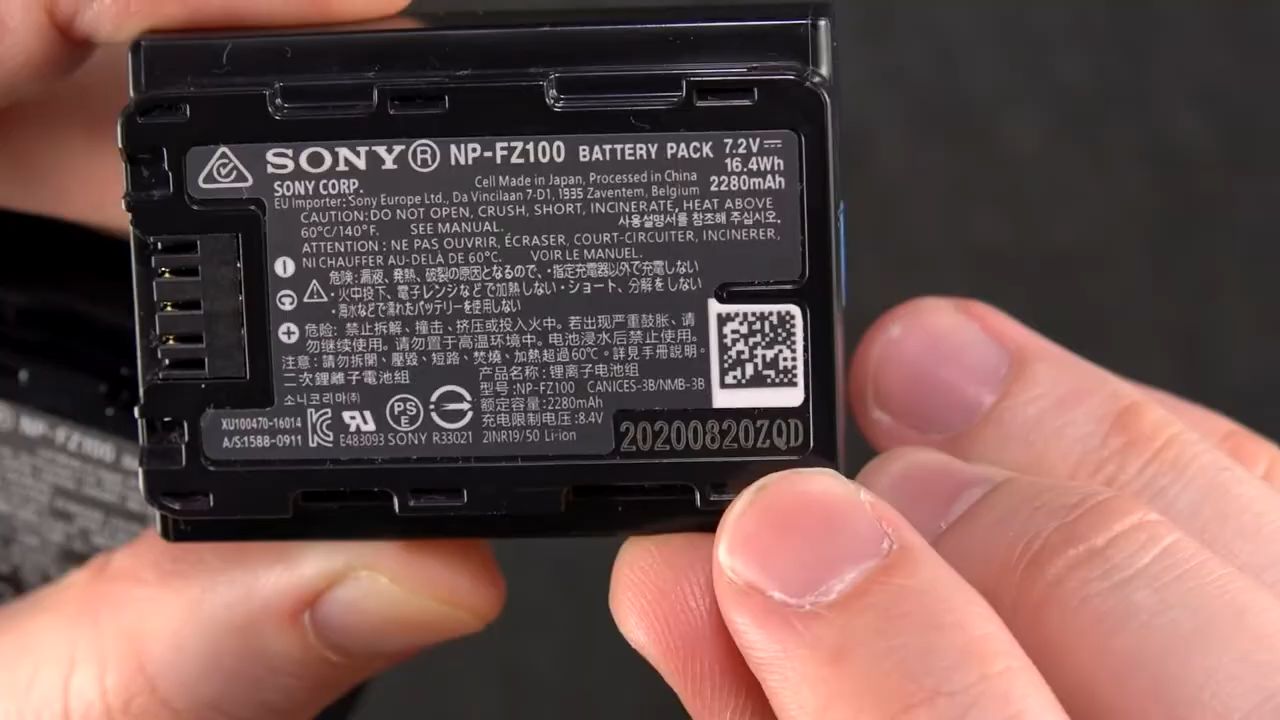 SONY® NP-FZ100 BATTERY PACK 7.2V⎓
16.4Wh
2280mAh
SONY CORP. Cell Made in Japan, Processed in China
EU Importer: Sony Europe Ltd., Da Vincilaan 7-D1, 1935 Zaventem, Belgium
CAUTION: DO NOT OPEN, CRUSH, SHORT, INCINERATE, HEAT ABOVE
60°C/140°F. SEE MANUAL. 사용설명서를 참조해 주십시오.
ATTENTION : NE PAS OUVRIR, ÉCRASER, COURT-CIRCUITER, INCINERER,
NI CHAUFFER AU-DELÀ DE 60°C. VOIR LE MANUEL.
危険: 漏液、発熱、破裂の原因となるので、・指定充電器以外で充電しない
・火中投下、電子レンジなどで加熱しない・ショート、分解をしない
・海水などで濡れたバッテリーを使用しない
危险: 禁止拆解、撞击、挤压或投入火中。若出现严重鼓胀、请
勿继续使用。请勿置于高温环境中。电池浸水后禁止使用。
注意：請勿拆開、壓毀、短路、焚燒、加熱超過60°C。詳見手冊說明。
二次鋰離子電池組
产品名称：锂离子电池组
型号：NP-FZ100 CANICES-3B/NMB-3B
소니코리아㈜
额定容量：2280mAh
充电限制电压：8.4V
XU100470-16014
A/S:1588-0911
PS
E
E483093 SONY R33021 2INR19/50 Li-ion
20200820ZQD
NP-FZ100